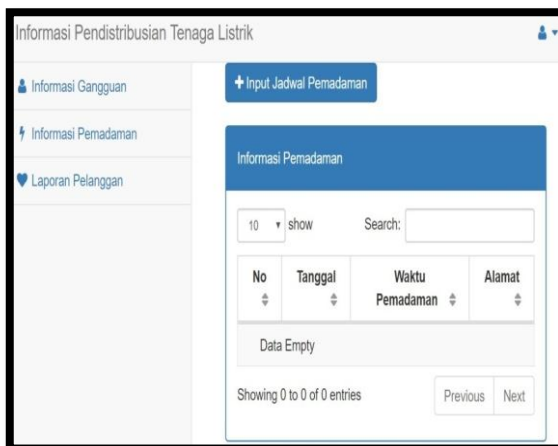 Informasi Pendistribusian Tenaga Listrik
Informasi Gangguan
Informasi Pemadaman
Laporan Pelanggan
+ Input Jadwal Pemadaman
Informasi Pemadaman
10 show Search:
No Tanggal Waktu Pemadaman Alamat
Data Empty
Showing 0 to 0 of 0 entries Previous Next